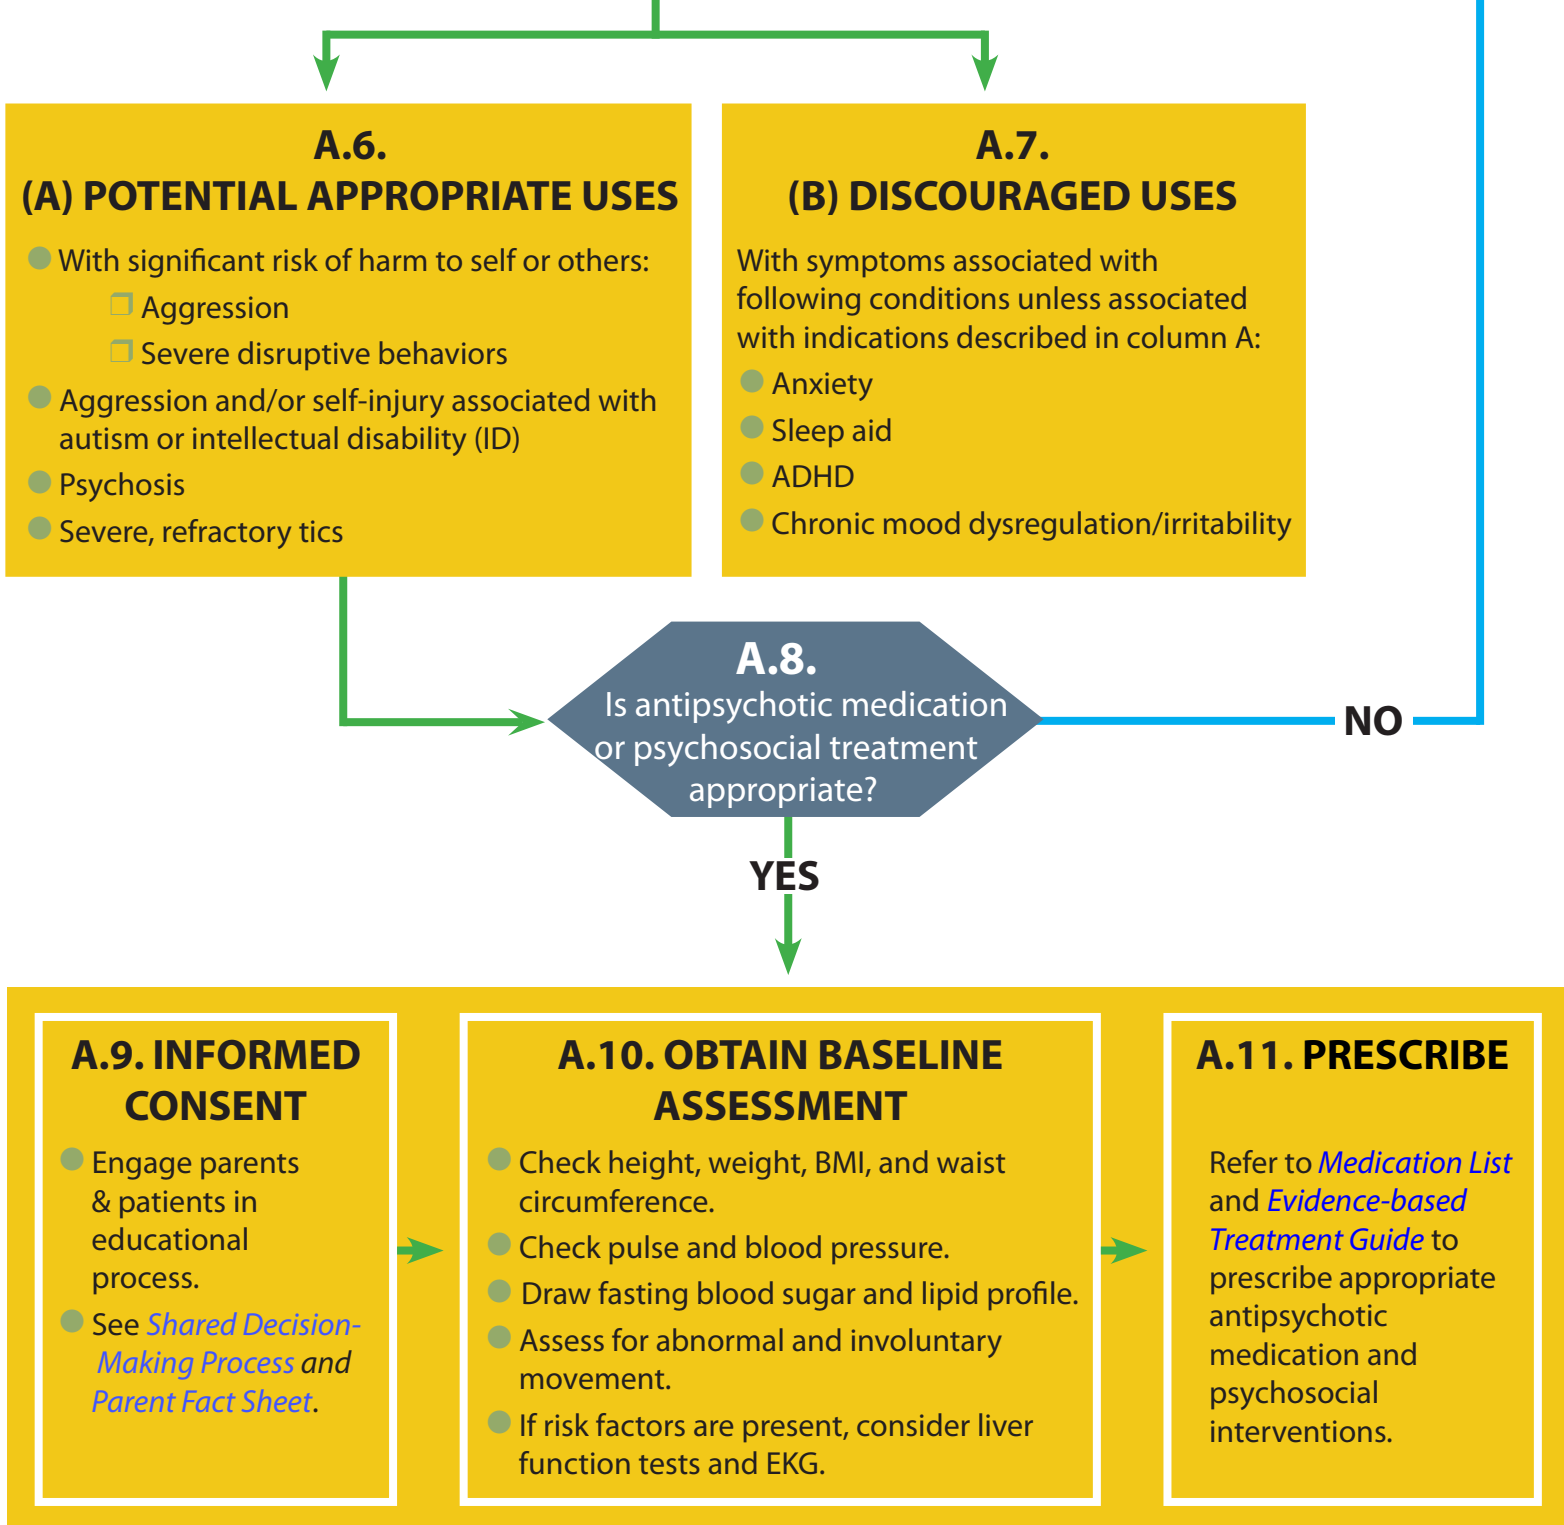 A.6.
(A) POTENTIAL APPROPRIATE USES
With significant risk of harm to self or others:
Aggression
Severe disruptive behaviors
Aggression and/or self-injury associated with
autism or intellectual disability (ID)
Psychosis
Severe, refractory tics
A.7.
(B) DISCOURAGED USES
With symptoms associated with
following conditions unless associated
with indications described in column A:
Anxiety
Sleep aid
ADHD
Chronic mood dysregulation/irritability
A.8.
Is antipsychotic medication
or psychosocial treatment
appropriate?
NO
YES
A.9. INFORMED
CONSENT
Engage parents
& patients in
educational
process.
See Shared Decision-
Making Process and
Parent Fact Sheet.
A.10. OBTAIN BASELINE
ASSESSMENT
Check height, weight, BMI, and waist
circumference.
Check pulse and blood pressure.
Draw fasting blood sugar and lipid profile.
Assess for abnormal and involuntary
movement.
If risk factors are present, consider liver
function tests and EKG.
A.11. PRESCRIBE
Refer to Medication List
and Evidence-based
Treatment Guide to
prescribe appropriate
antipsychotic
medication and
psychosocial
interventions.